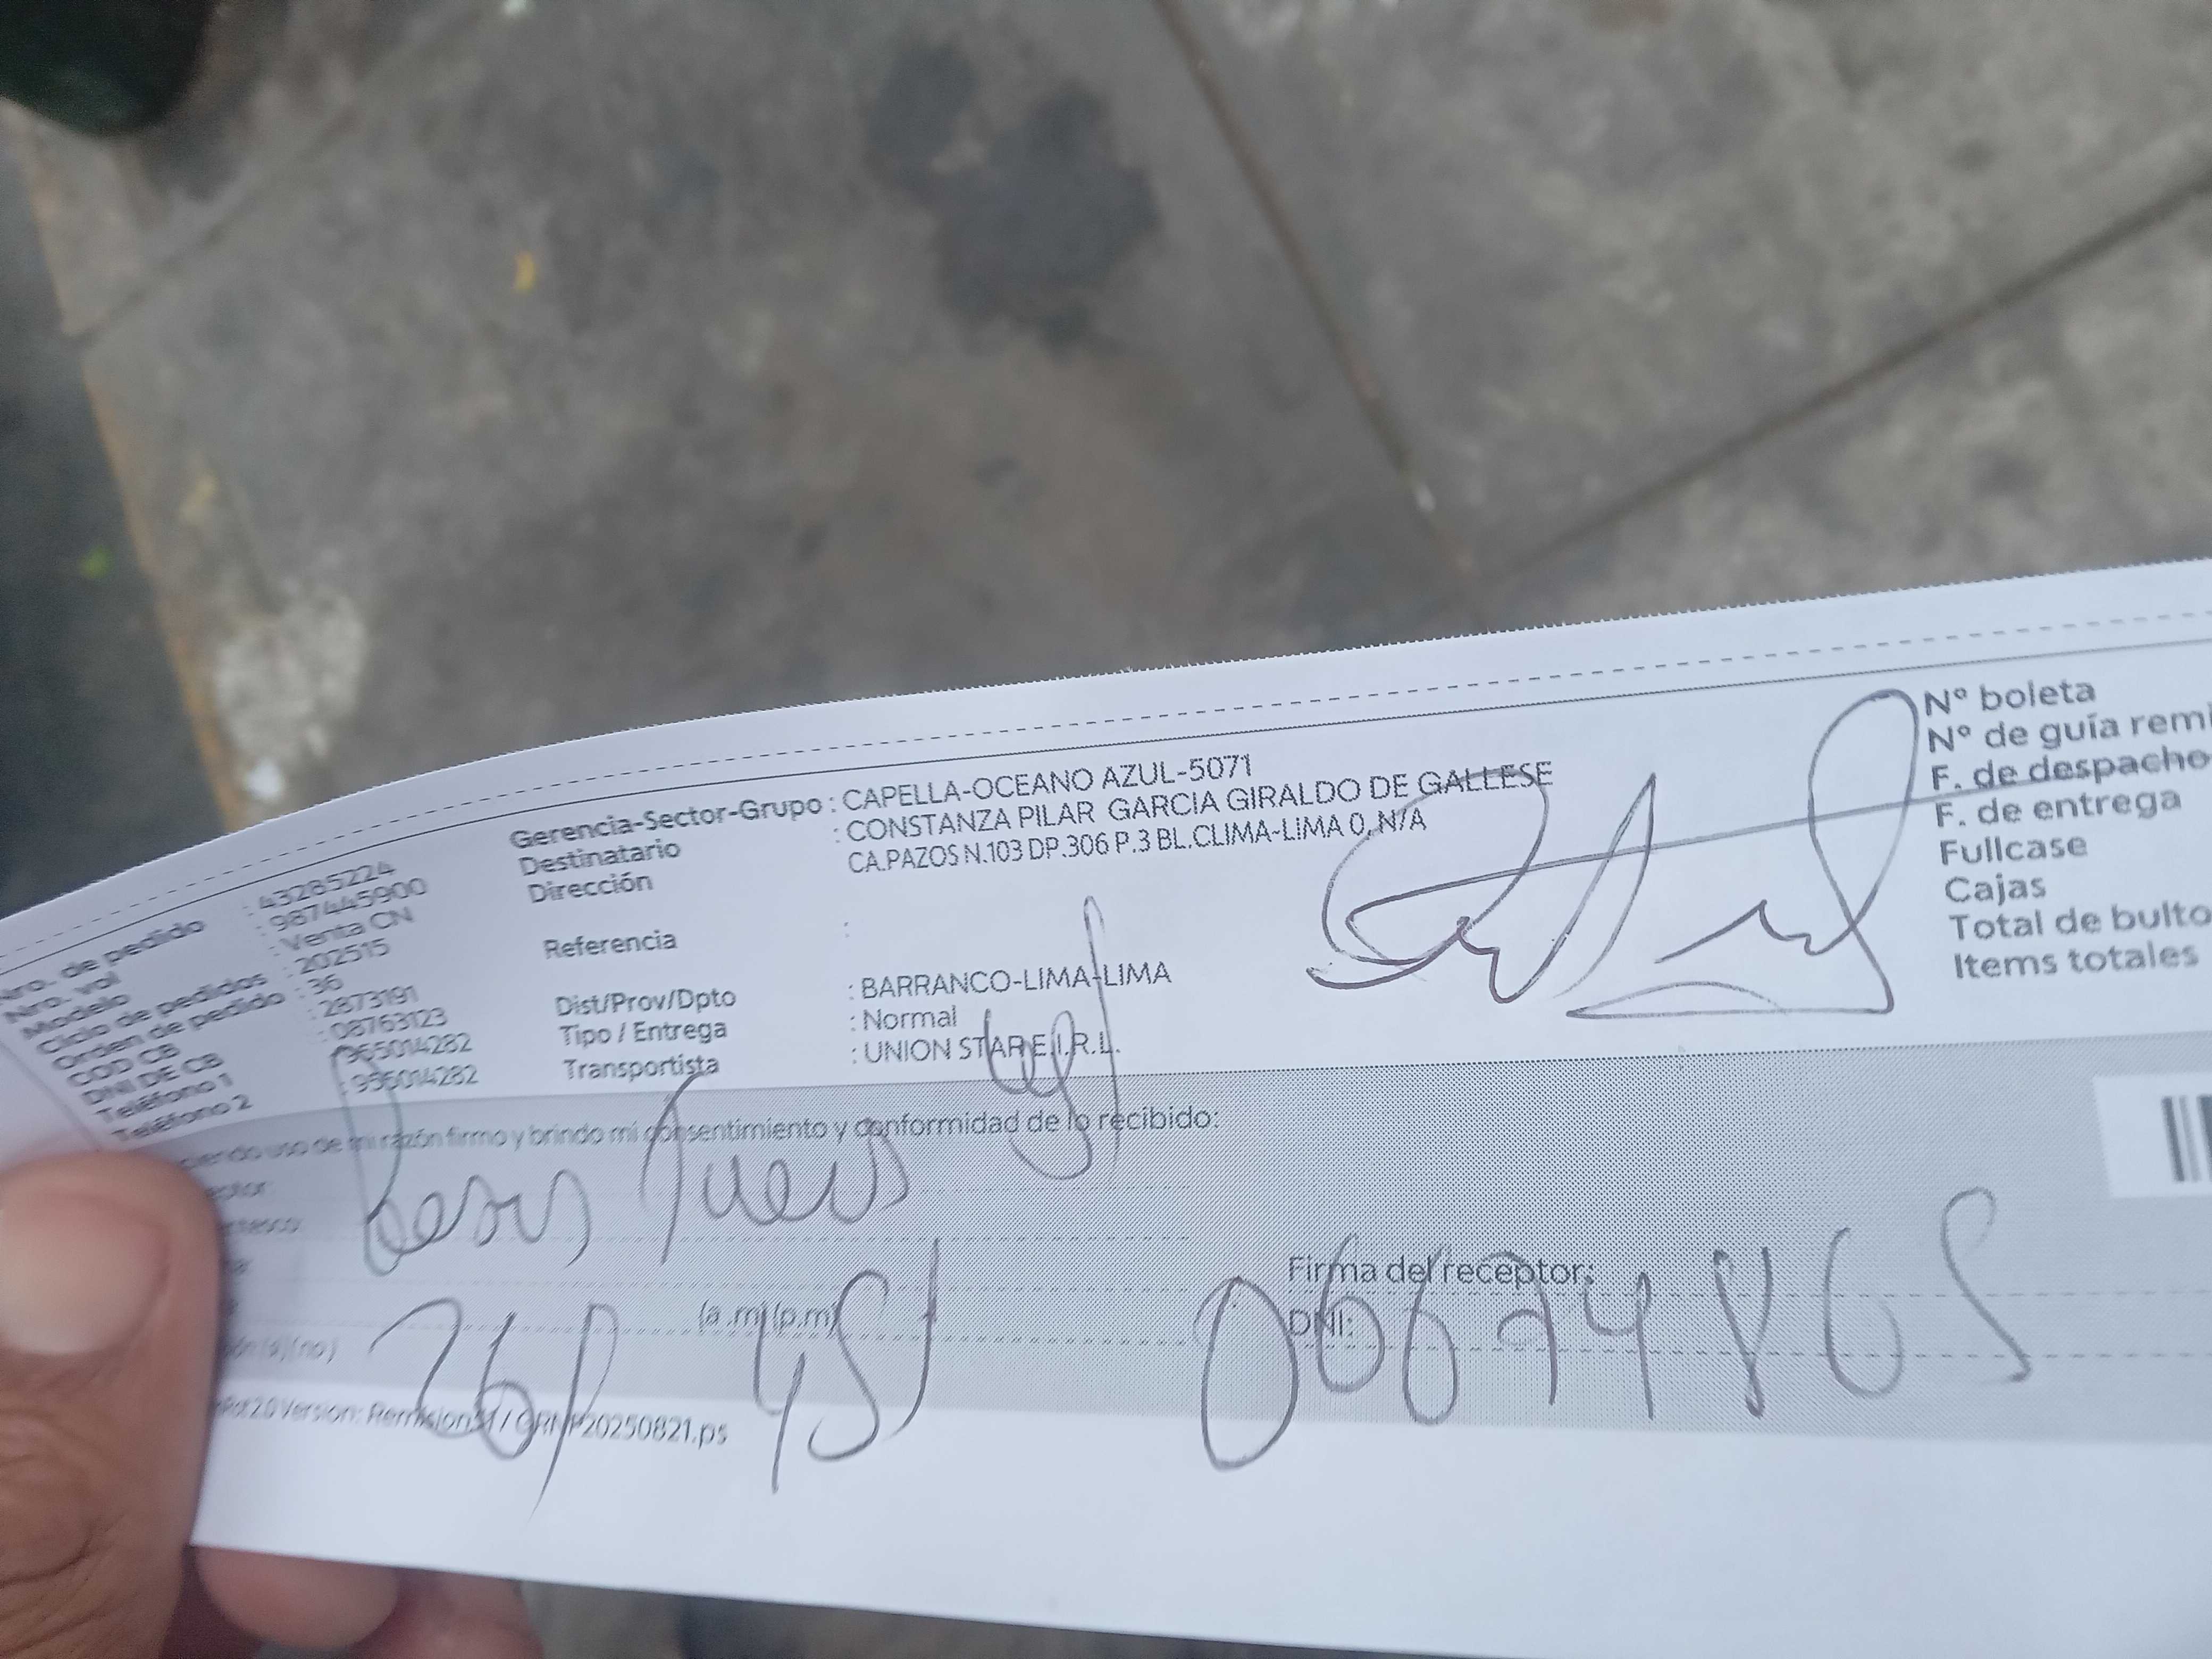 Nro. de pedido : 43285224
Nro. vol : 987445900
Modelo : Venta CN
Ciclo de pedidos : 202515
Orden de pedido : 36
COD CB : 2873191
DNI DE CB : 08763123
Teléfono 1 : 965014282
Teléfono 2 : 955014282
Gerencia-Sector-Grupo : CAPELLA-OCEANO AZUL-5071
Destinatario : CONSTANZA PILAR GARCIA GIRALDO DE GALLESE
Dirección CA.PAZOS N.103 DP.306 P.3 BL.CLIMA-LIMA 0, N/A
Referencia :
Dist/Prov/Dpto : BARRANCO-LIMA-LIMA
Tipo / Entrega : Normal
Transportista : UNION STAR E.I.R.L.
N° boleta
N° de guía remi
F. de despacho
F. de entrega
Fullcase
Cajas
Total de bulto
Items totales
uso de mi razón firmo y brindo mi consentimiento y conformidad de lo recibido:
(a.m)(p.m)
Firma del receptor:
DNI:
(s)(no)
Version: 20250821.ps